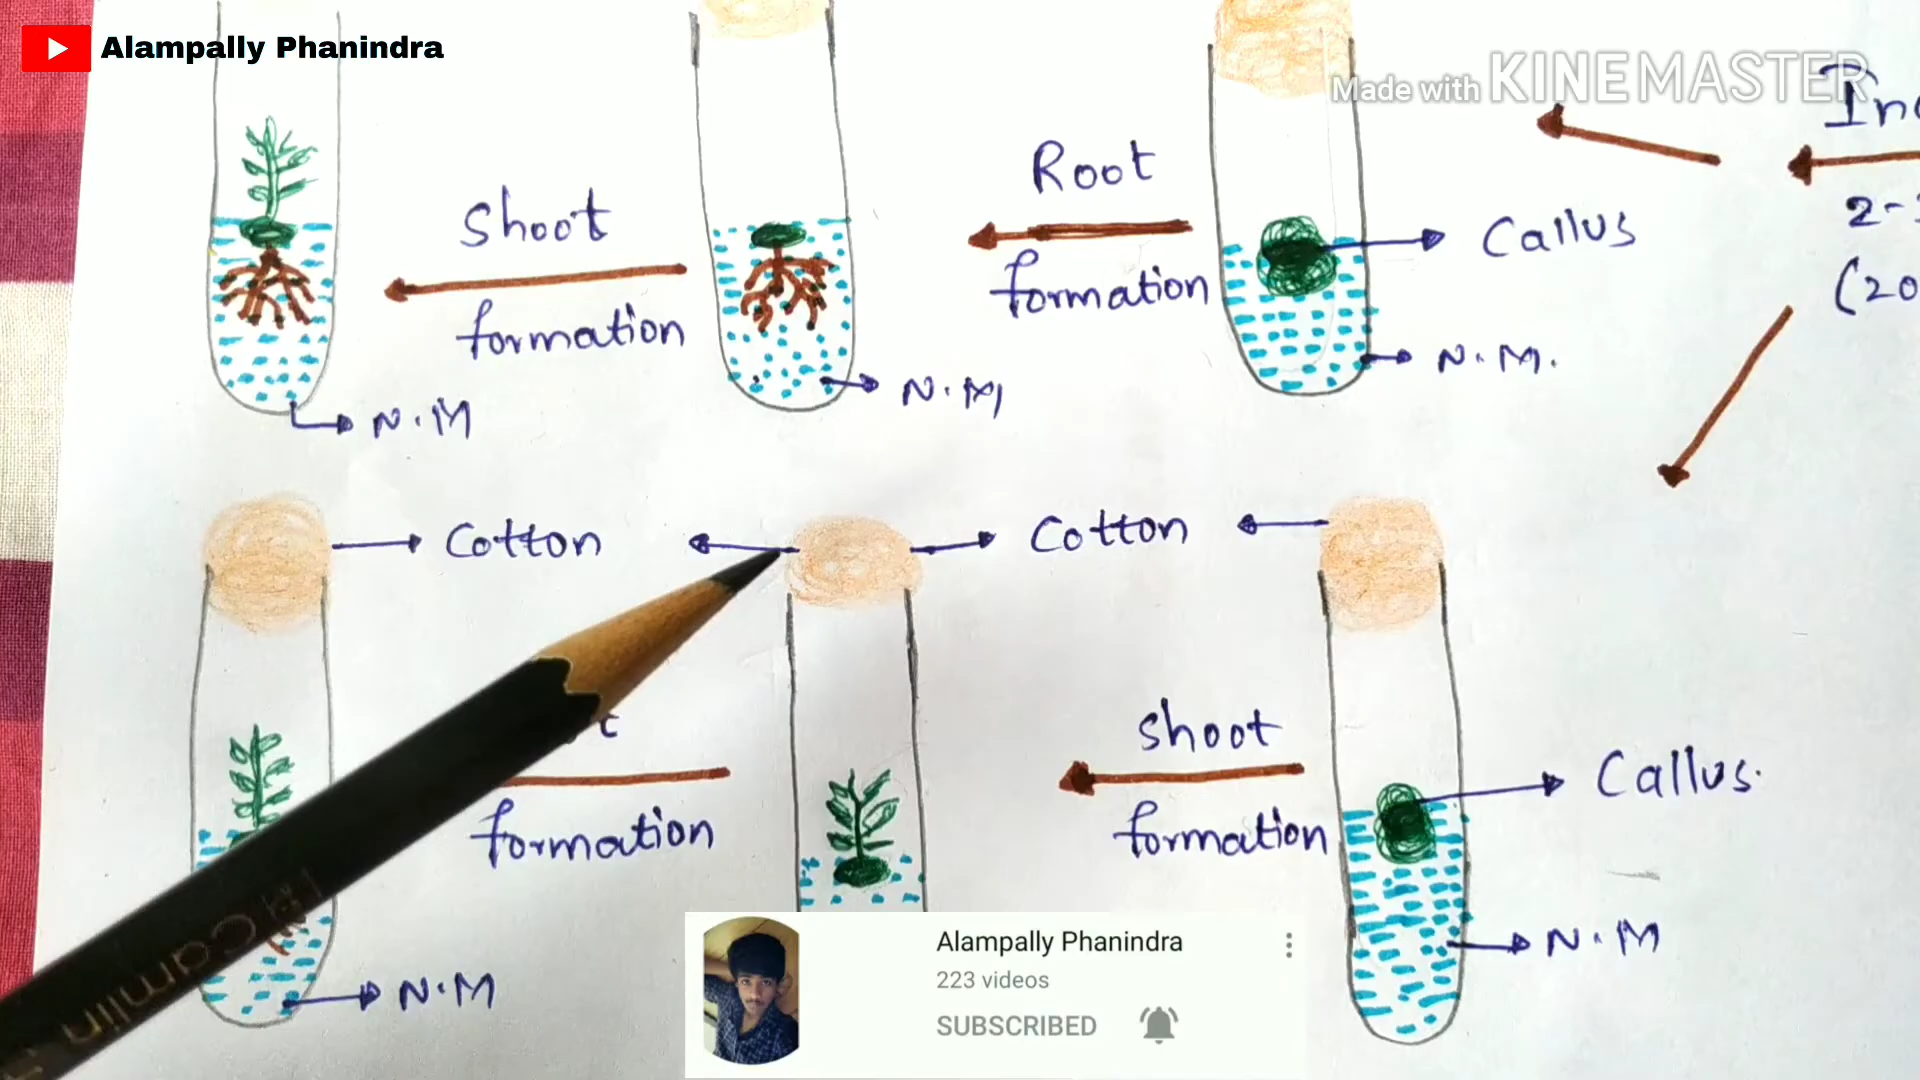 Alampally Phanindra
Made with KINEMASTER
Shoot
formation
Root
formation
Callus
2-
(20
N.M
N.M
N.M.
Cotton
Cotton
formation
shoot
formation
Callus.
N.M
N.M
Alampally Phanindra
223 videos
SUBSCRIBED
Camlin